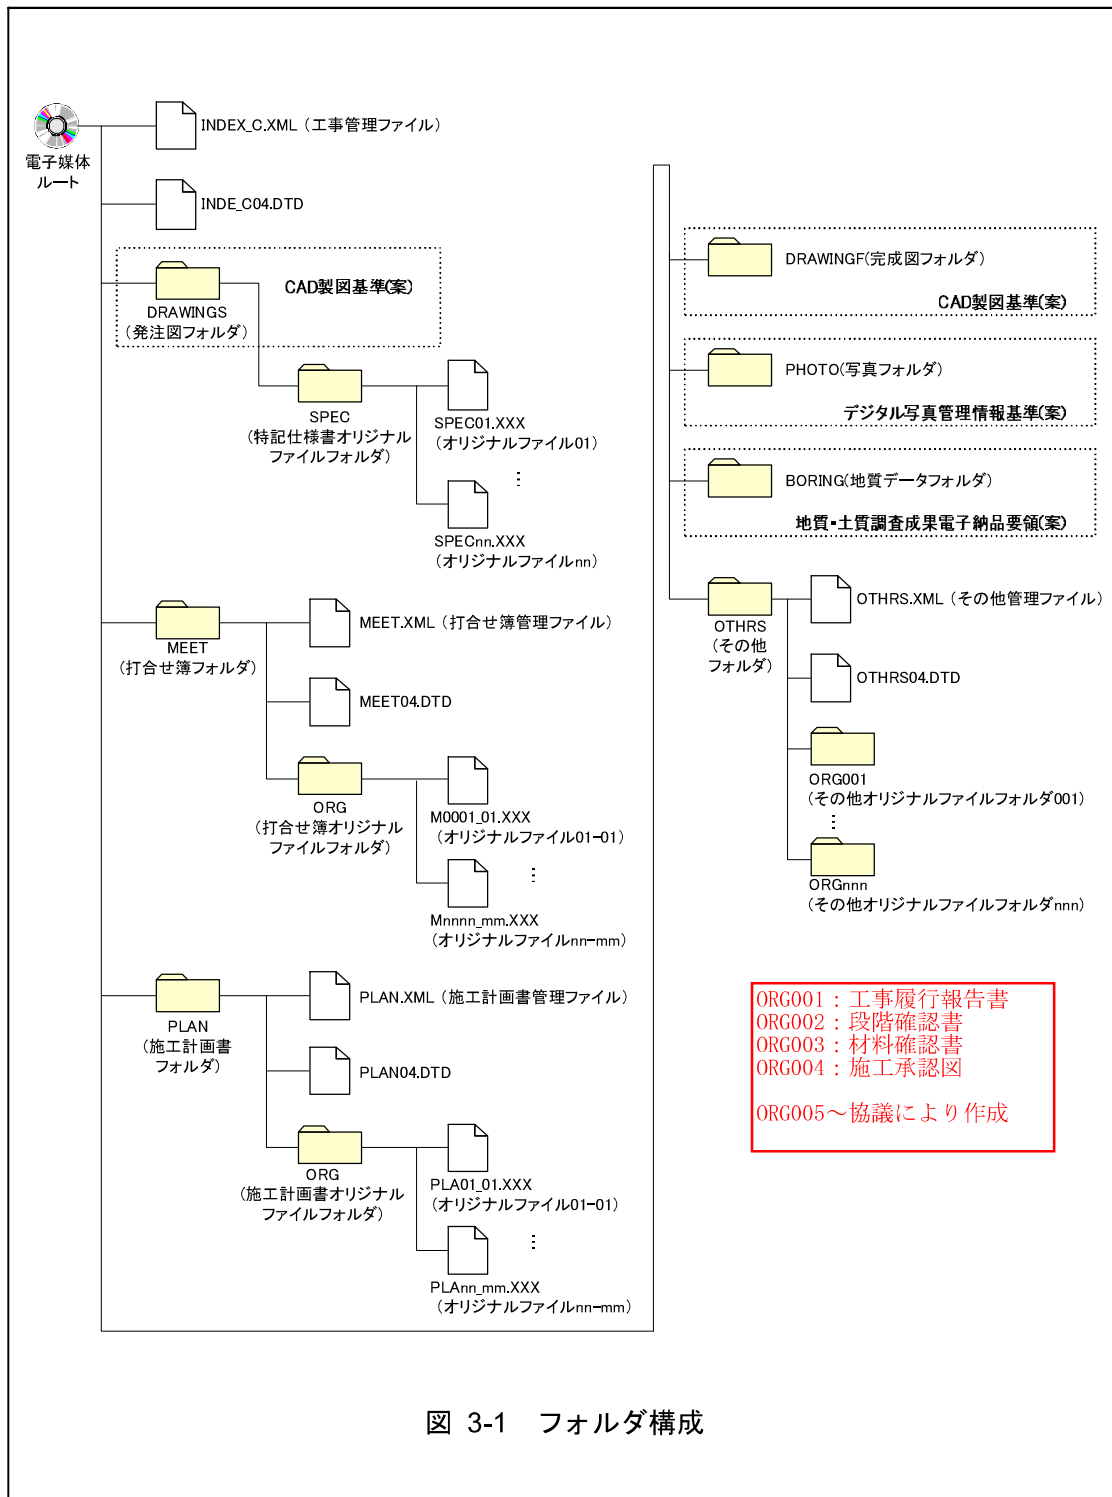 INDEX_C.XML（工事管理ファイル）
電子媒体
ルート
INDE_C04.DTD
CAD製図基準(案)
DRAWINGS
（発注図フォルダ）
SPEC
（特記仕様書オリジナル
ファイルフォルダ）
SPEC01.XXX
（オリジナルファイル01）
⋮
SPECnn.XXX
（オリジナルファイルnn）
MEET
（打合せ簿フォルダ）
MEET.XML（打合せ簿管理ファイル）
MEET04.DTD
ORG
（打合せ簿オリジナル
ファイルフォルダ）
M0001_01.XXX
（オリジナルファイル01-01）
⋮
Mnnnn_mm.XXX
（オリジナルファイルnn-mm）
PLAN
（施工計画書
フォルダ）
PLAN.XML（施工計画書管理ファイル）
PLAN04.DTD
ORG
（施工計画書オリジナル
ファイルフォルダ）
PLA01_01.XXX
（オリジナルファイル01-01）
⋮
PLAnn_mm.XXX
（オリジナルファイルnn-mm）
DRAWINGF(完成図フォルダ）
CAD製図基準(案)
PHOTO(写真フォルダ）
デジタル写真管理情報基準(案)
BORING(地質データフォルダ）
地質・土質調査成果電子納品要領(案)
OTHRS
（その他
フォルダ）
OTHRS.XML（その他管理ファイル）
OTHRS04.DTD
ORG001
（その他オリジナルファイルフォルダ001）
⋮
ORGnnn
（その他オリジナルファイルフォルダnnn）
ORG001：工事履行報告書
ORG002：段階確認書
ORG003：材料確認書
ORG004：施工承認図
ORG005～協議により作成
図 3-1　フォルダ構成